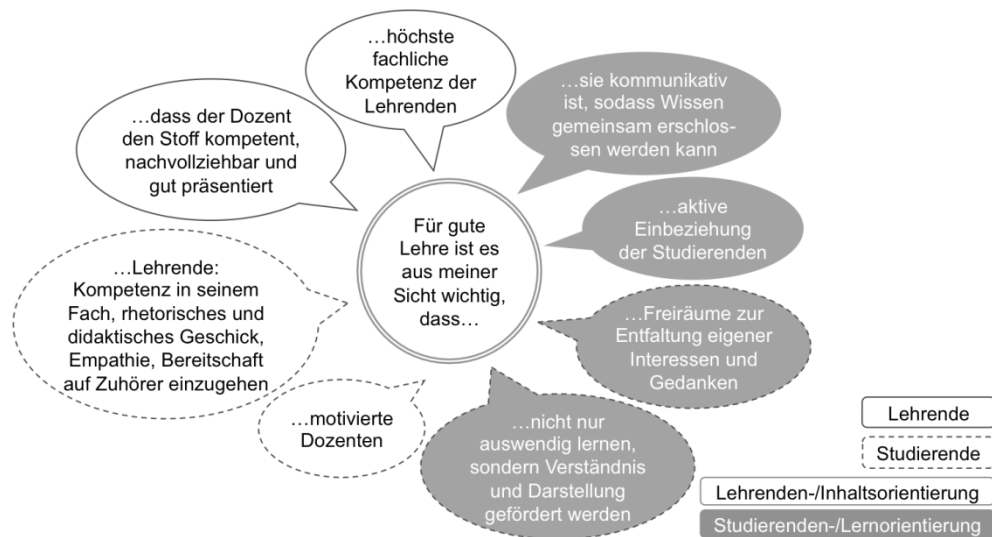 …höchste
fachliche
Kompetenz der
Lehrenden
…sie kommunikativ
ist, sodass Wissen
gemeinsam erschlos-
sen werden kann
…dass der Dozent
den Stoff kompetent,
nachvollziehbar und
gut präsentiert
…aktive
Einbeziehung
der Studierenden
Für gute
Lehre ist es
aus meiner
Sicht wichtig,
dass…
…Lehrende:
Kompetenz in seinem
Fach, rhetorisches und
didaktisches Geschick,
Empathie, Bereitschaft
auf Zuhörer einzugehen
…Freiräume zur
Entfaltung eigener
Interessen und
Gedanken
…motivierte
Dozenten
…nicht nur
auswendig lernen,
sondern Verständnis
und Darstellung
gefördert werden
Lehrende
Studierende
Lehrenden-/Inhaltsorientierung
Studierenden-/Lernorientierung